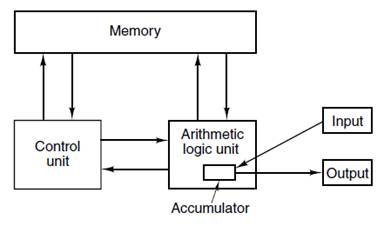 Memory
Control
unit
Arithmetic
logic unit
Input
Output
Accumulator